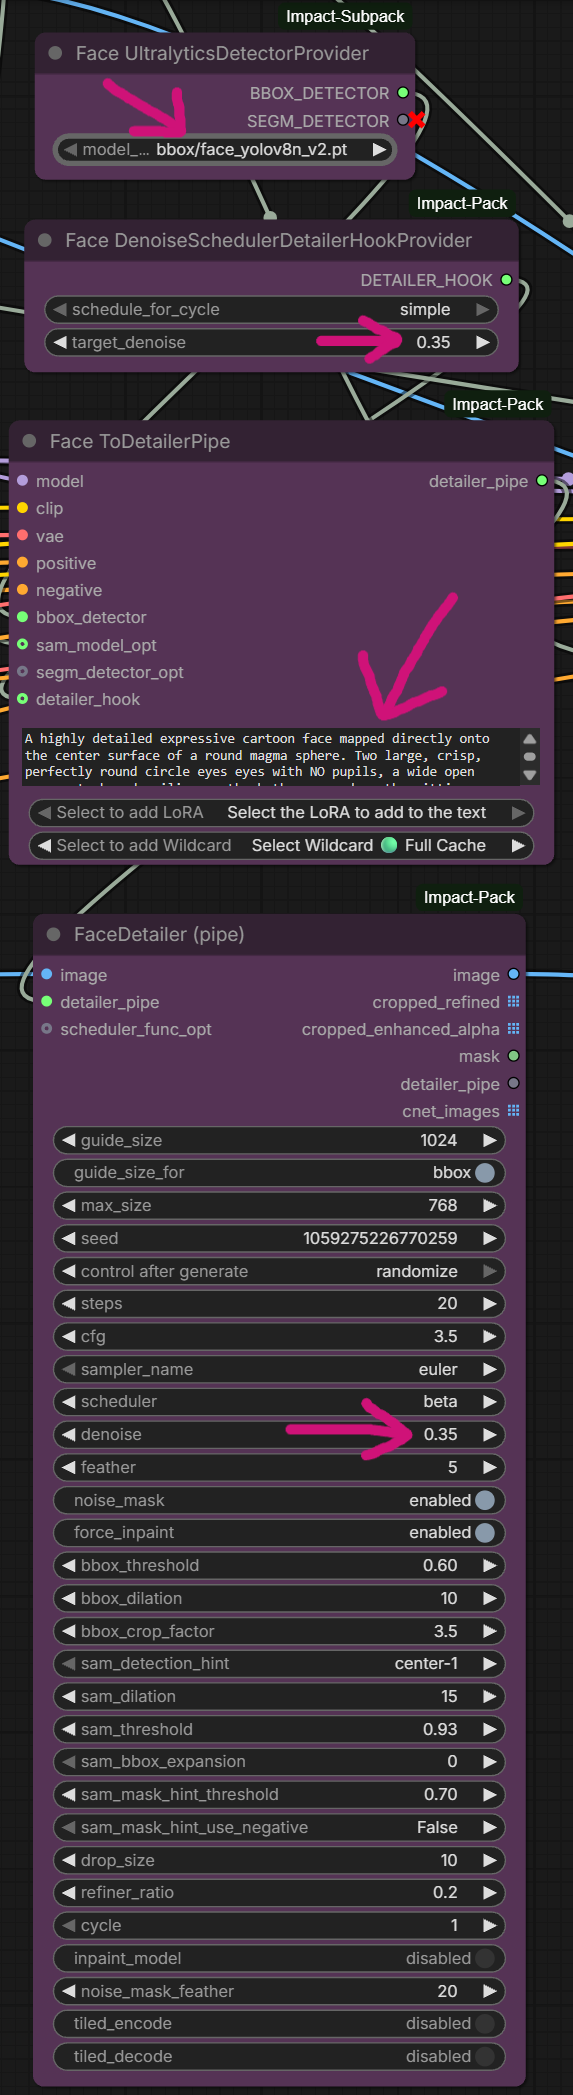 Impact-Subpack
Face UltralyticsDetectorProvider
BBOX_DETECTOR
SEGM_DETECTOR
model_... bbox/face_yolov8n_v2.pt
Impact-Pack
Face DenoiseSchedulerDetailerHookProvider
DETAILER_HOOK
schedule_for_cycle simple
target_denoise 0.35
Impact-Pack
Face ToDetailerPipe
model detailer_pipe
clip
vae
positive
negative
bbox_detector
sam_model_opt
segm_detector_opt
detailer_hook
A highly detailed expressive cartoon face mapped directly onto
the center surface of a round magma sphere. Two large, crisp,
perfectly round circle eyes eyes with NO pupils, a wide open
Select to add LoRA Select the LoRA to add to the text
Select to add Wildcard Select Wildcard 🟢 Full Cache
Impact-Pack
FaceDetailer (pipe)
image image
detailer_pipe cropped_refined
scheduler_func_opt cropped_enhanced_alpha
mask
detailer_pipe
cnet_images
guide_size 1024
guide_size_for bbox
max_size 768
seed 1059275226770259
control after generate randomize
steps 20
cfg 3.5
sampler_name euler
scheduler beta
denoise 0.35
feather 5
noise_mask enabled
force_inpaint enabled
bbox_threshold 0.60
bbox_dilation 10
bbox_crop_factor 3.5
sam_detection_hint center-1
sam_dilation 15
sam_threshold 0.93
sam_bbox_expansion 0
sam_mask_hint_threshold 0.70
sam_mask_hint_use_negative False
drop_size 10
refiner_ratio 0.2
cycle 1
inpaint_model disabled
noise_mask_feather 20
tiled_encode disabled
tiled_decode disabled